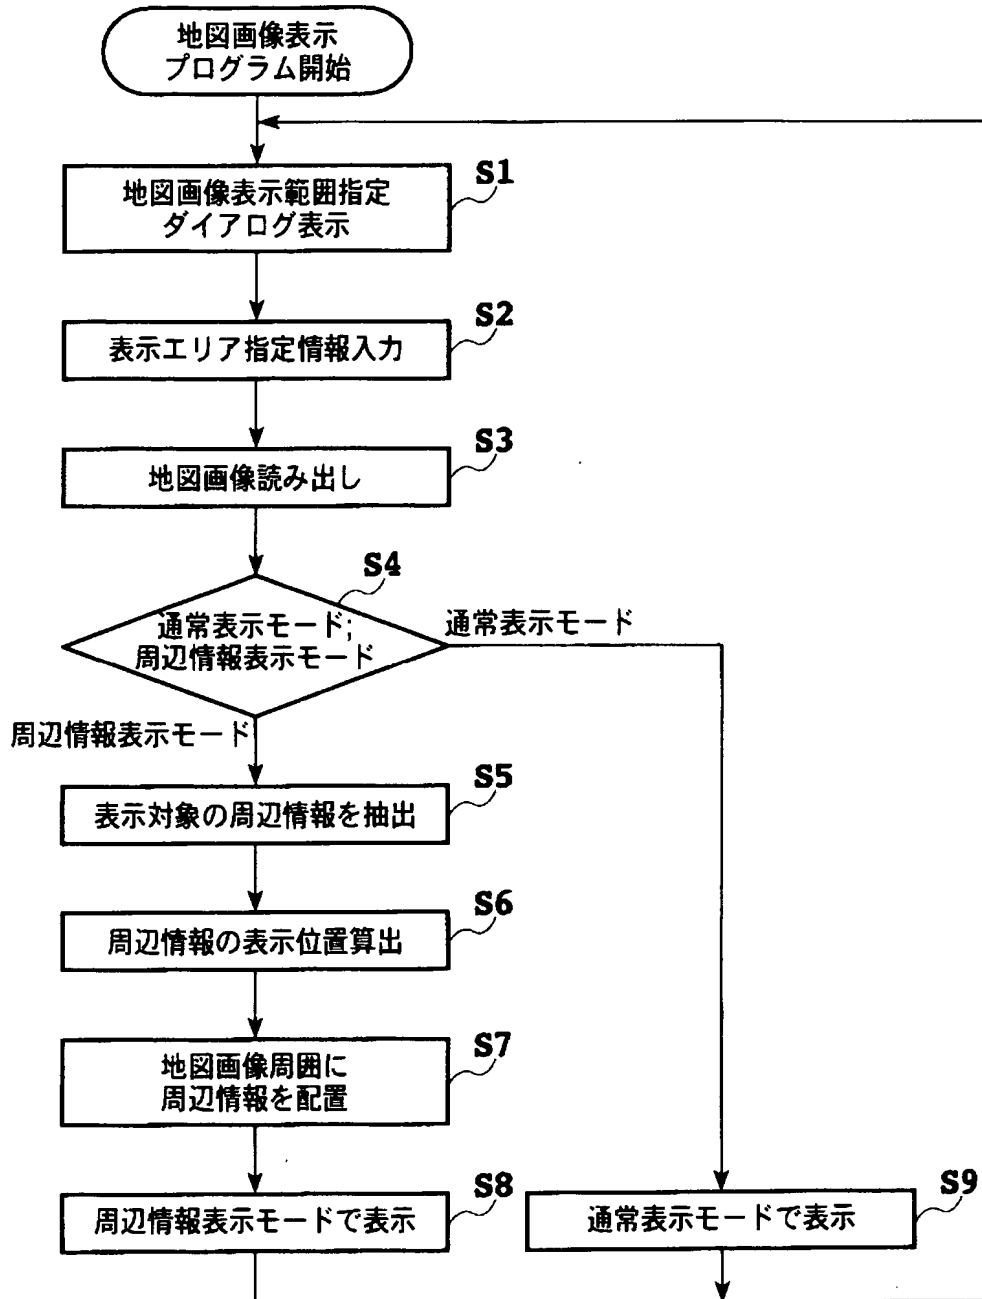 地図画像表示
プログラム開始
S1
地図画像表示範囲指定
ダイアログ表示
S2
表示エリア指定情報入力
S3
地図画像読み出し
S4
通常表示モード;
周辺情報表示モード
通常表示モード
周辺情報表示モード
S5
表示対象の周辺情報を抽出
S6
周辺情報の表示位置算出
S7
地図画像周囲に
周辺情報を配置
S8
周辺情報表示モードで表示
S9
通常表示モードで表示